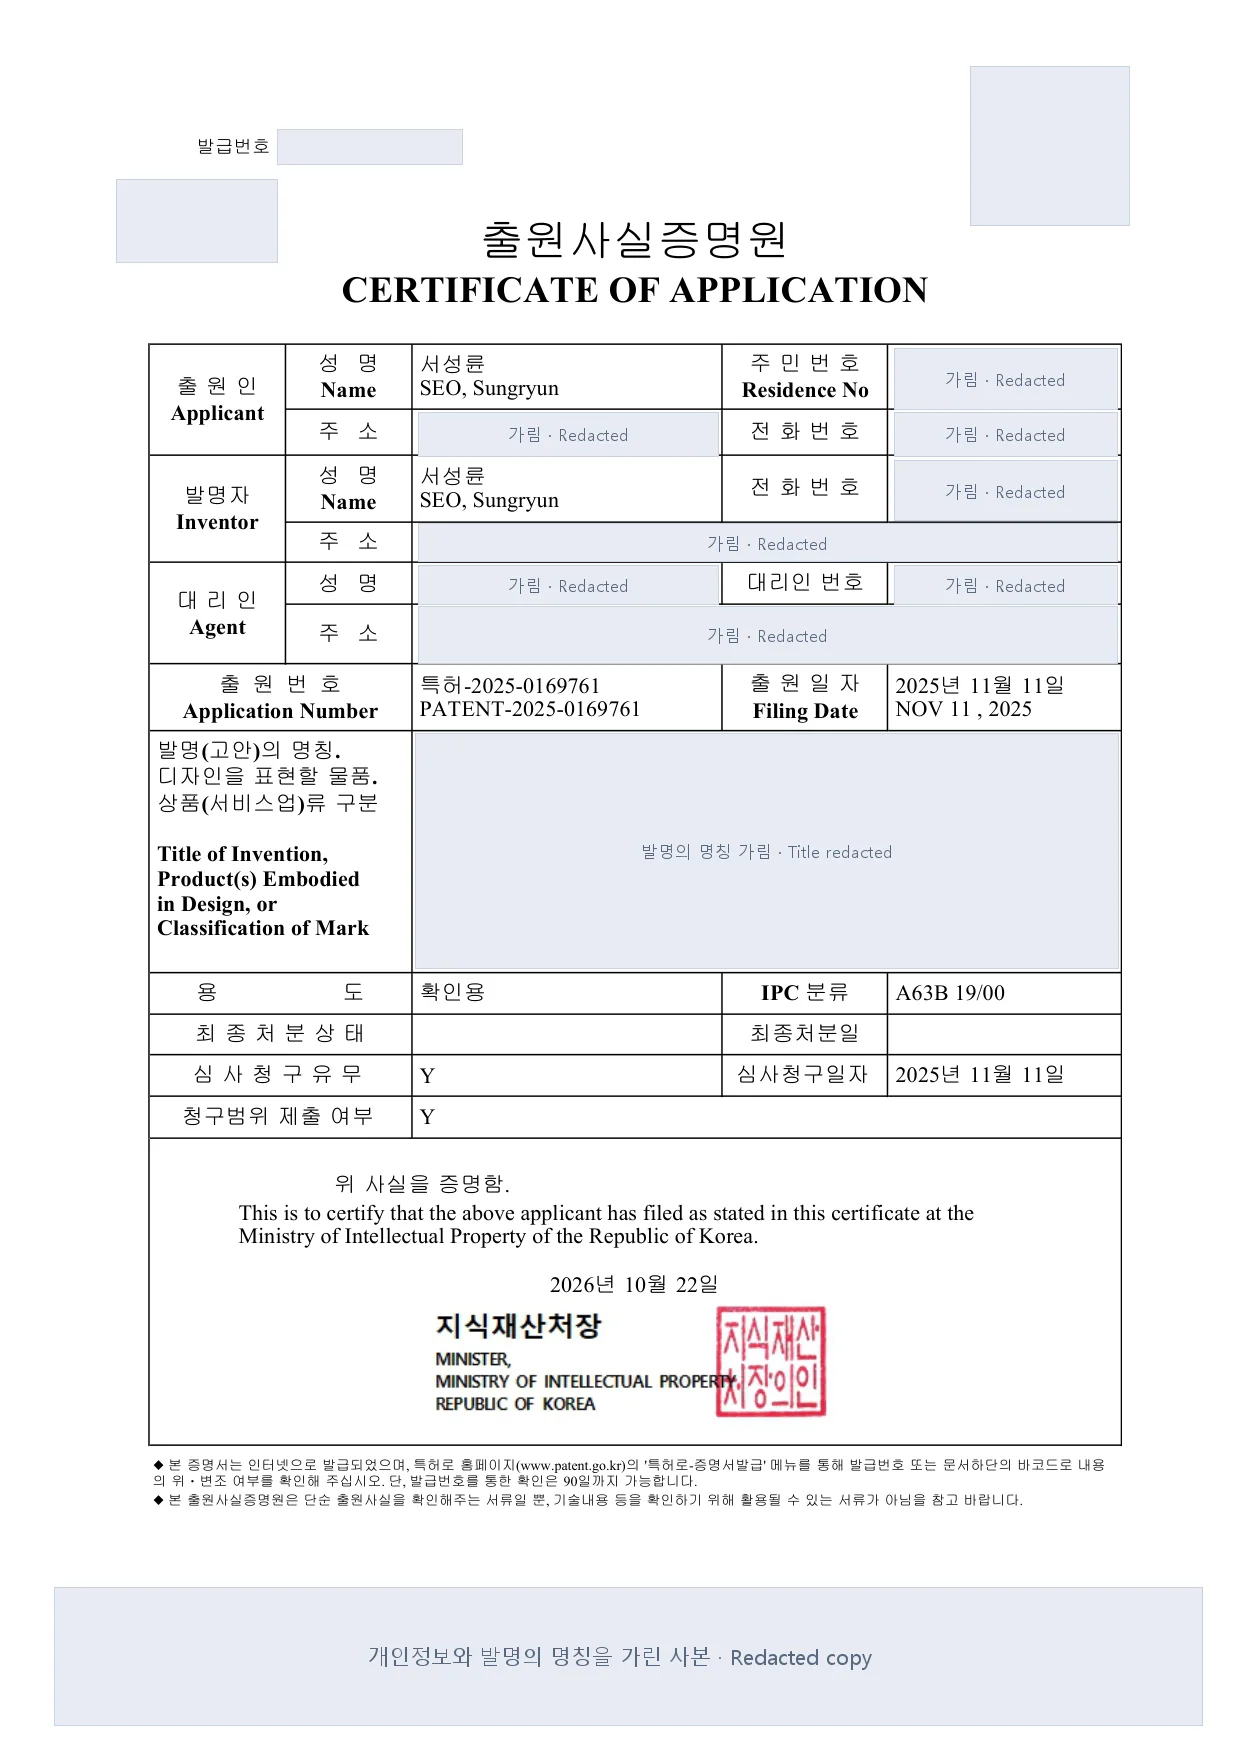 발급번호
출원사실증명원
CERTIFICATE OF APPLICATION
출 원 인
Applicant
성 명
Name
서성륜
SEO, Sungryun
주 민 번 호
Residence No
가림 · Redacted
주 소
가림 · Redacted
전 화 번 호
가림 · Redacted
발명자
Inventor
성 명
Name
서성륜
SEO, Sungryun
전 화 번 호
가림 · Redacted
주 소
가림 · Redacted
대 리 인
Agent
성 명
가림 · Redacted
대리인 번호
가림 · Redacted
주 소
가림 · Redacted
출 원 번 호
Application Number
특허-2025-0169761
PATENT-2025-0169761
출 원 일 자
Filing Date
2025년 11월 11일
NOV 11 , 2025
발명(고안)의 명칭.
디자인을 표현할 물품.
상품(서비스업)류 구분
Title of Invention,
Product(s) Embodied
in Design, or
Classification of Mark
발명의 명칭 가림 · Title redacted
용 도
확인용
IPC 분류
A63B 19/00
최 종 처 분 상 태
최종처분일
심 사 청 구 유 무
Y
심사청구일자
2025년 11월 11일
청구범위 제출 여부
Y
위 사실을 증명함.
This is to certify that the above applicant has filed as stated in this certificate at the
Ministry of Intellectual Property of the Republic of Korea.
2026년 10월 22일
지식재산처장
MINISTER,
MINISTRY OF INTELLECTUAL PROPERTY
REPUBLIC OF KOREA
지식재산
처장의인
◆ 본 증명서는 인터넷으로 발급되었으며, 특허로 홈페이지(www.patent.go.kr)의 '특허로-증명서발급' 메뉴를 통해 발급번호 또는 문서하단의 바코드로 내용
의 위・변조 여부를 확인해 주십시오. 단, 발급번호를 통한 확인은 90일까지 가능합니다.
◆ 본 출원사실증명원은 단순 출원사실을 확인해주는 서류일 뿐, 기술내용 등을 확인하기 위해 활용될 수 있는 서류가 아님을 참고 바랍니다.
개인정보와 발명의 명칭을 가린 사본 · Redacted copy